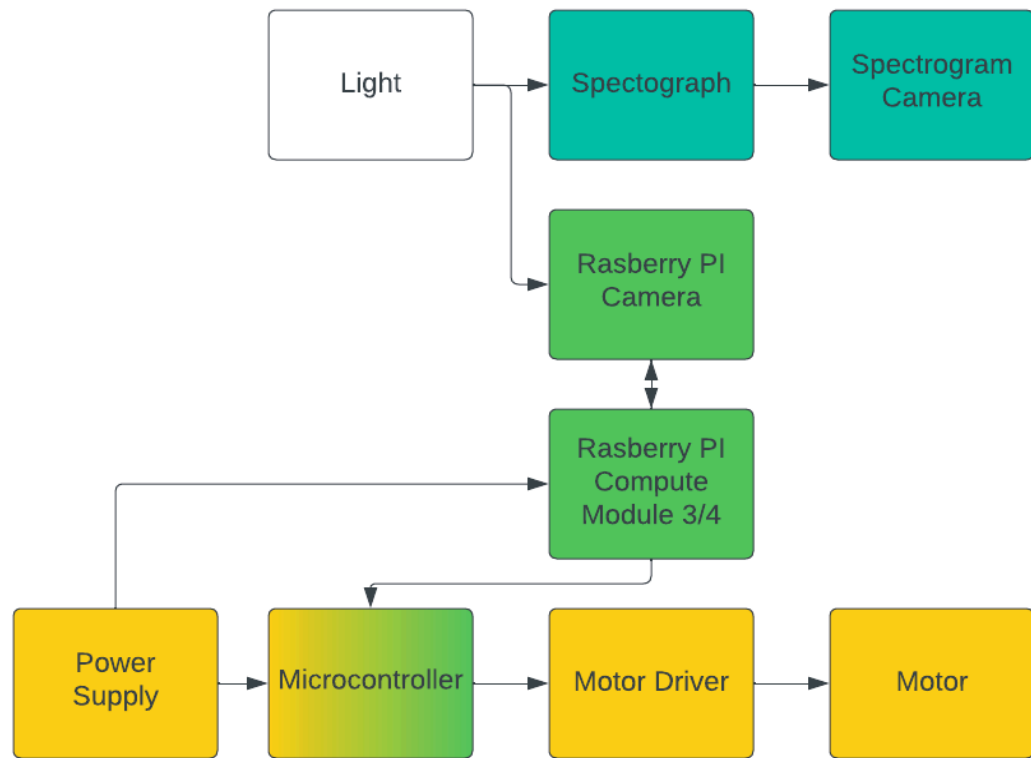 Light
Spectograph
Spectrogram
Camera
Rasberry PI
Camera
Rasberry PI
Compute
Module 3/4
Power
Supply
Microcontroller
Motor Driver
Motor